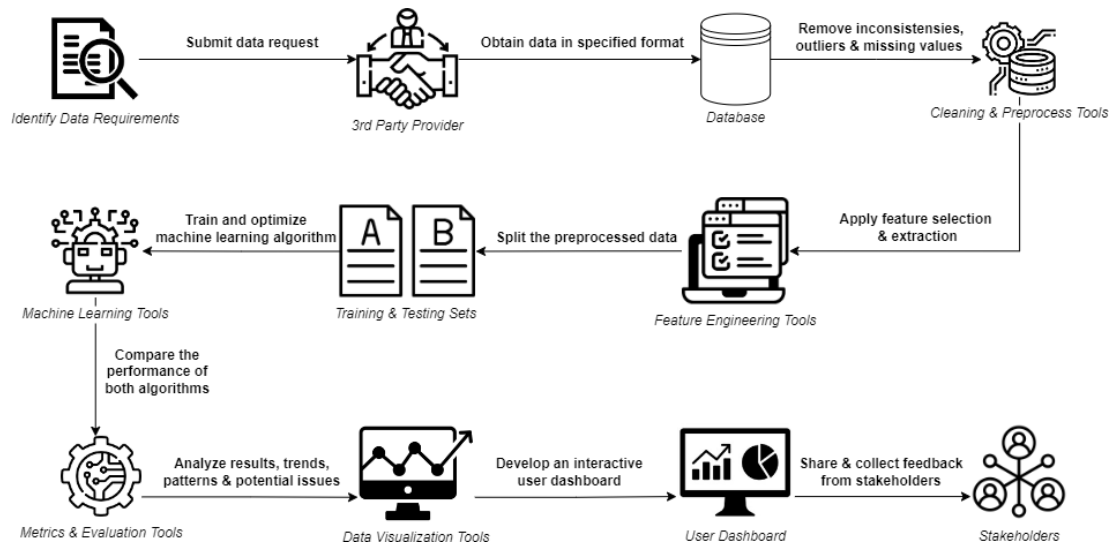 Submit data request
Obtain data in specified format
Remove inconsistensies,
outliers & missing values
Identify Data Requirements
3rd Party Provider
Database
Cleaning & Preprocess Tools
Train and optimize
machine learning algorithm
A
B
Split the preprocessed data
Apply feature selection
& extraction
Machine Learning Tools
Training & Testing Sets
Feature Engineering Tools
Compare the
performance of
both algorithms
Analyze results, trends,
patterns & potential issues
Develop an interactive
user dashboard
Share & collect feedback
from stakeholders
Metrics & Evaluation Tools
Data Visualization Tools
User Dashboard
Stakeholders